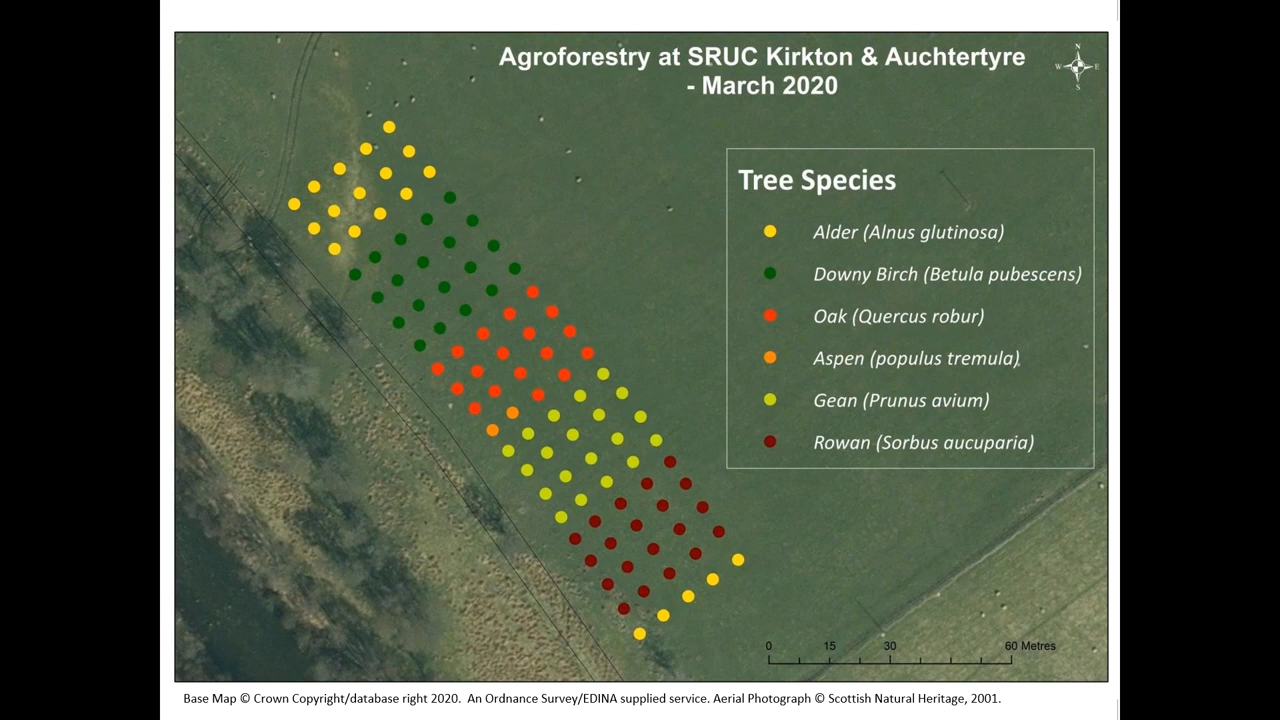 Agroforestry at SRUC Kirkton & Auchtertyre
- March 2020
N
W E
S
Tree Species
Alder (Alnus glutinosa)
Downy Birch (Betula pubescens)
Oak (Quercus robur)
Aspen (populus tremula)
Gean (Prunus avium)
Rowan (Sorbus aucuparia)
0 15 30 60 Metres
Base Map © Crown Copyright/database right 2020. An Ordnance Survey/EDINA supplied service. Aerial Photograph © Scottish Natural Heritage, 2001.